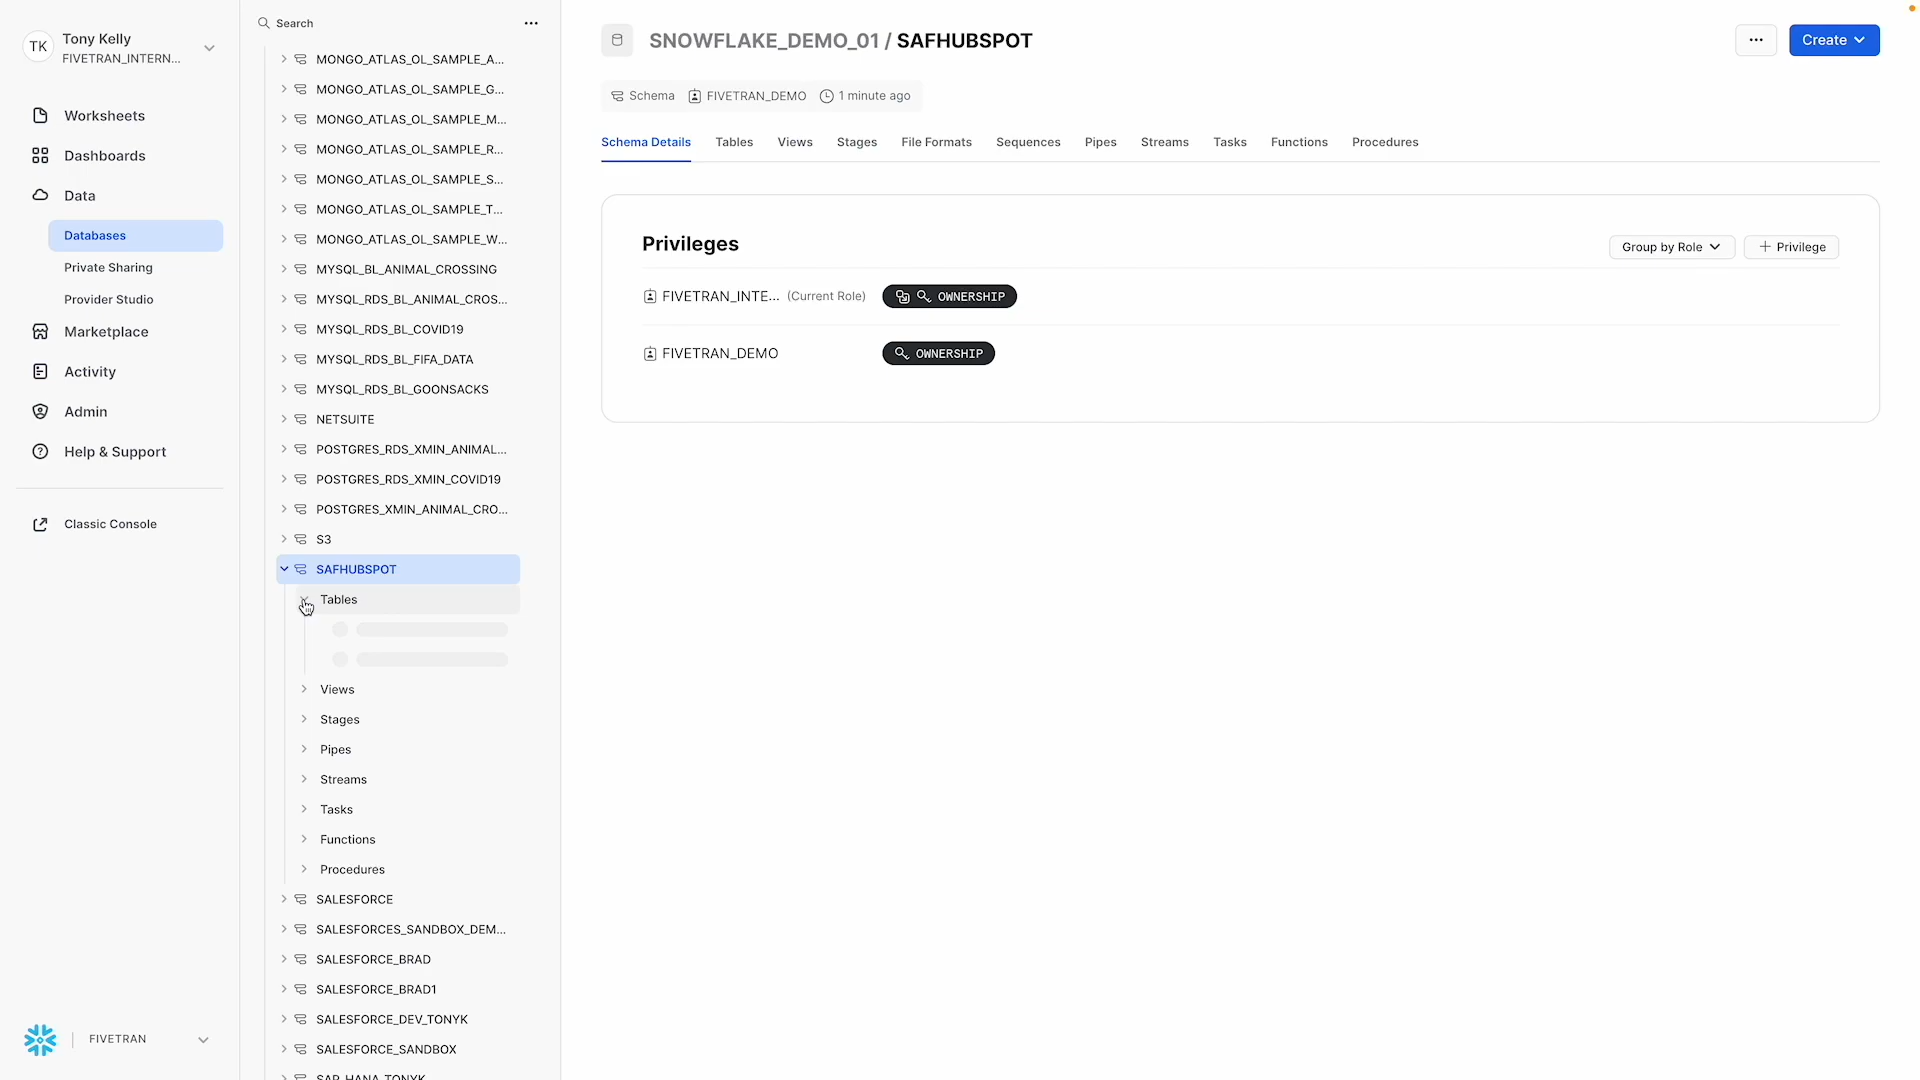 TK
Tony Kelly
FIVETRAN_INTERN...
Worksheets
Dashboards
Data
Databases
Private Sharing
Provider Studio
Marketplace
Activity
Admin
Help & Support
Classic Console
FIVETRAN
Search
MONGO_ATLAS_OL_SAMPLE_A...
MONGO_ATLAS_OL_SAMPLE_G...
MONGO_ATLAS_OL_SAMPLE_M...
MONGO_ATLAS_OL_SAMPLE_R...
MONGO_ATLAS_OL_SAMPLE_S...
MONGO_ATLAS_OL_SAMPLE_T...
MONGO_ATLAS_OL_SAMPLE_W...
MYSQL_BL_ANIMAL_CROSSING
MYSQL_RDS_BL_ANIMAL_CROS...
MYSQL_RDS_BL_COVID19
MYSQL_RDS_BL_FIFA_DATA
MYSQL_RDS_BL_GOONSACKS
NETSUITE
POSTGRES_RDS_XMIN_ANIMAL...
POSTGRES_RDS_XMIN_COVID19
POSTGRES_XMIN_ANIMAL_CRO...
S3
SAFHUBSPOT
Tables
Views
Stages
Pipes
Streams
Tasks
Functions
Procedures
SALESFORCE
SALESFORCES_SANDBOX_DEM...
SALESFORCE_BRAD
SALESFORCE_BRAD1
SALESFORCE_DEV_TONYK
SALESFORCE_SANDBOX
SAP_HANA_TONYK
SNOWFLAKE_DEMO_01 / SAFHUBSPOT
... Create
Schema FIVETRAN_DEMO 1 minute ago
Schema Details Tables Views Stages File Formats Sequences Pipes Streams Tasks Functions Procedures
Privileges
Group by Role + Privilege
FIVETRAN_INTE... (Current Role) OWNERSHIP
FIVETRAN_DEMO OWNERSHIP